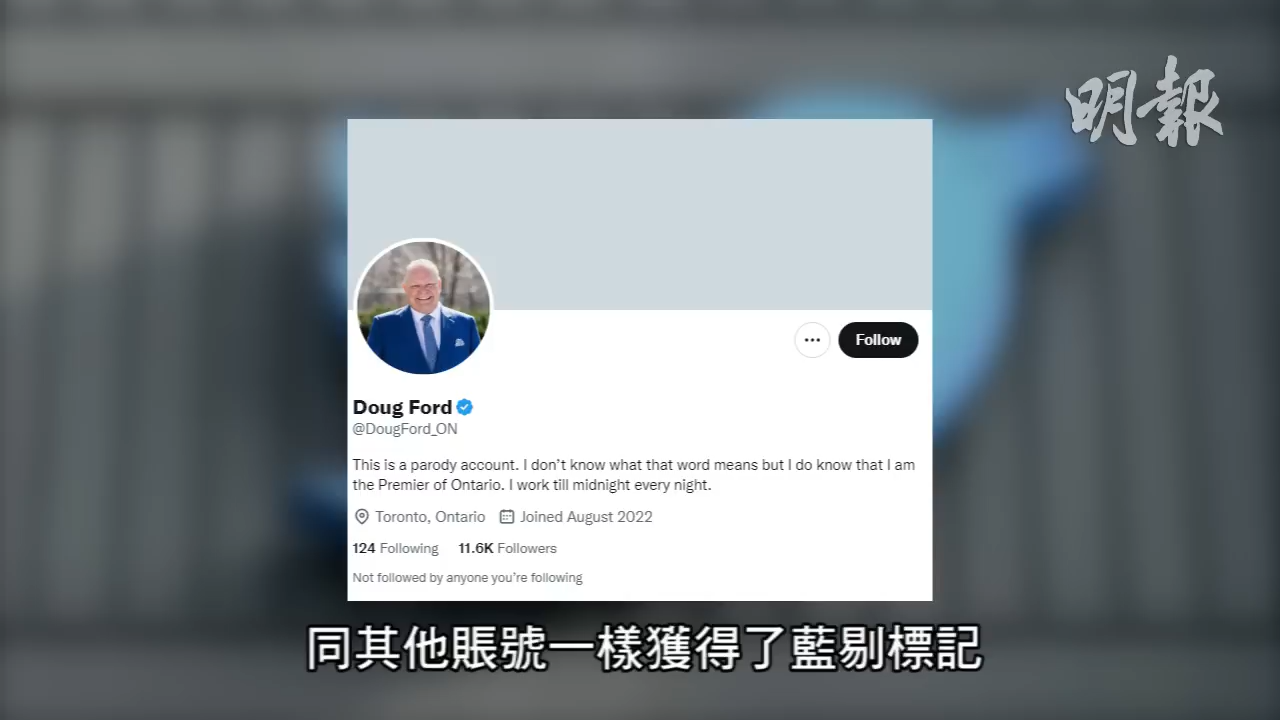 明報
Follow
Doug Ford
@DougFord_ON
This is a parody account. I don't know what that word means but I do know that I am
the Premier of Ontario. I work till midnight every night.
Toronto, Ontario Joined August 2022
124 Following 11.6K Followers
Not followed by anyone you're following
同其他賬號一樣獲得了藍剔標記